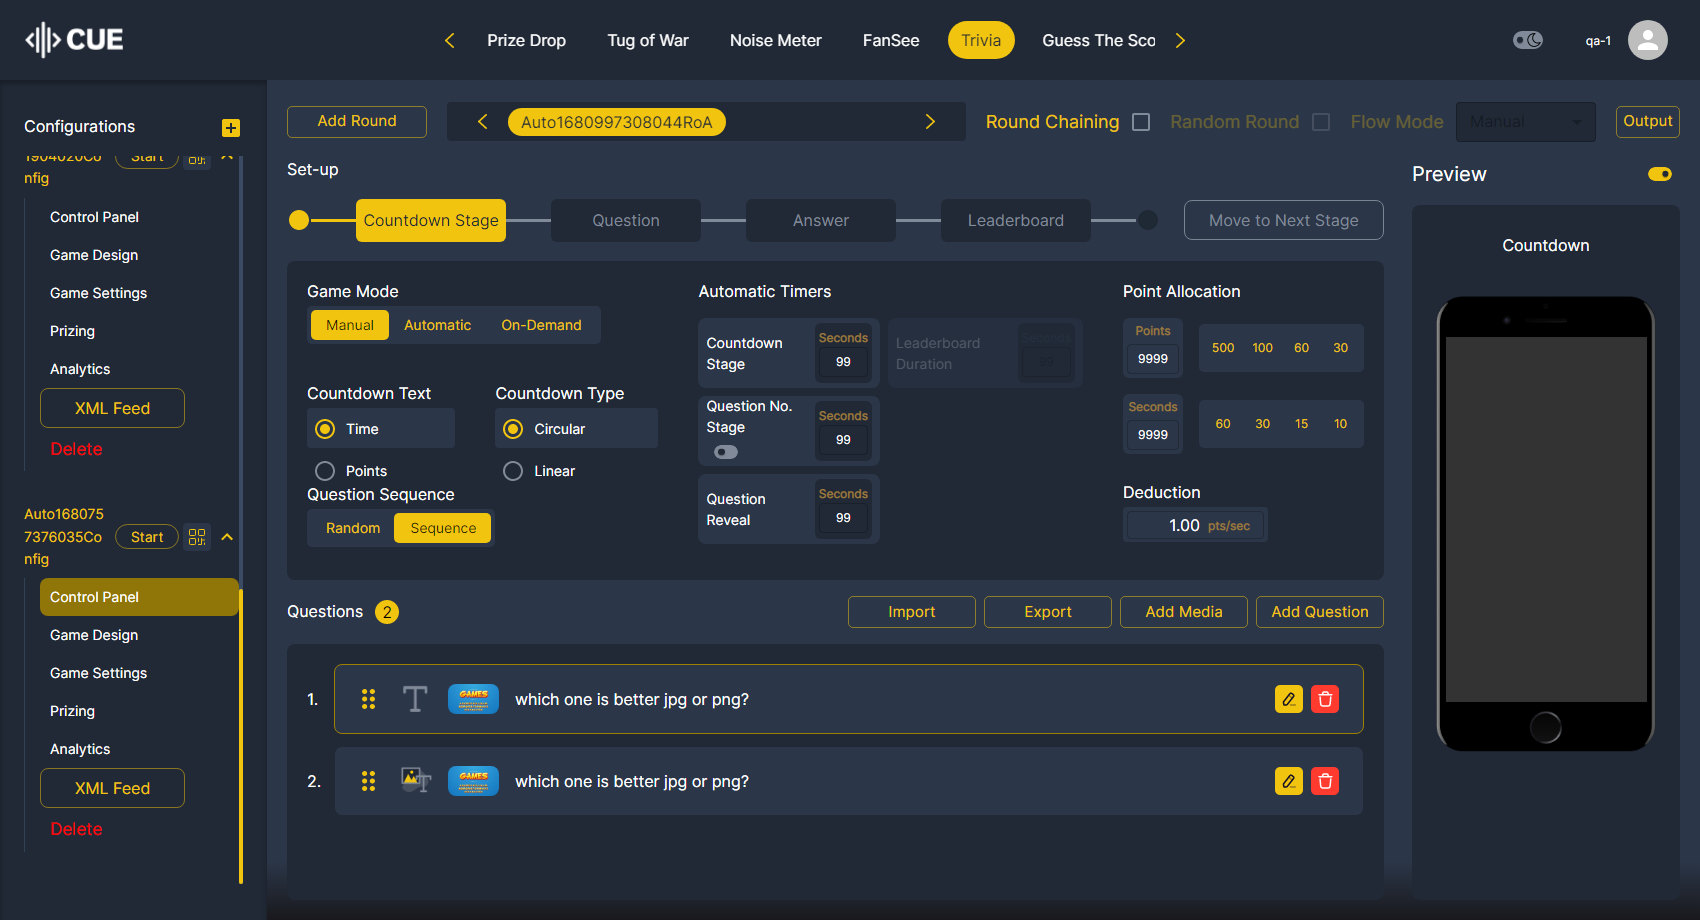 CUE
Prize Drop
Tug of War
Noise Meter
FanSee
Trivia
Guess The Sco
qa-1
Configurations
1904020Co
nfig
Start
Control Panel
Game Design
Game Settings
Prizing
Analytics
XML Feed
Delete
Auto168075
7376035Co
nfig
Start
Control Panel
Game Design
Game Settings
Prizing
Analytics
XML Feed
Delete
Add Round
Auto1680997308044RoA
Round Chaining
Random Round
Flow Mode
Manual
Output
Set-up
Countdown Stage
Question
Answer
Leaderboard
Move to Next Stage
Game Mode
Manual
Automatic
On-Demand
Countdown Text
Time
Points
Countdown Type
Circular
Linear
Question Sequence
Random
Sequence
Automatic Timers
Countdown
Stage
Seconds
99
Leaderboard
Duration
Seconds
99
Question No.
Stage
Seconds
99
Question
Reveal
Seconds
99
Point Allocation
Points
9999
500 100 60 30
Seconds
9999
60 30 15 10
Deduction
1.00 pts/sec
Questions 2
Import
Export
Add Media
Add Question
1.
GAMES
which one is better jpg or png?
2.
GAMES
which one is better jpg or png?
Preview
Countdown